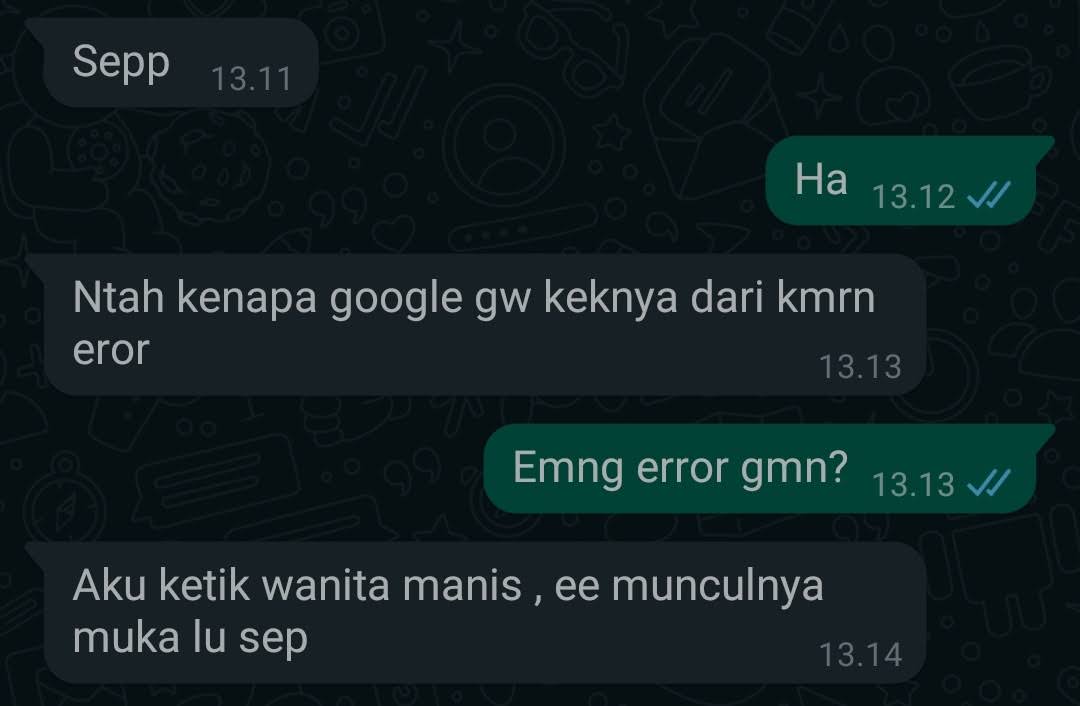 Sepp 13.11
Ha 13.12
Ntah kenapa google gw keknya dari kmrn
eror 13.13
Emng error gmn? 13.13
Aku ketik wanita manis , ee munculnya
muka lu sep 13.14